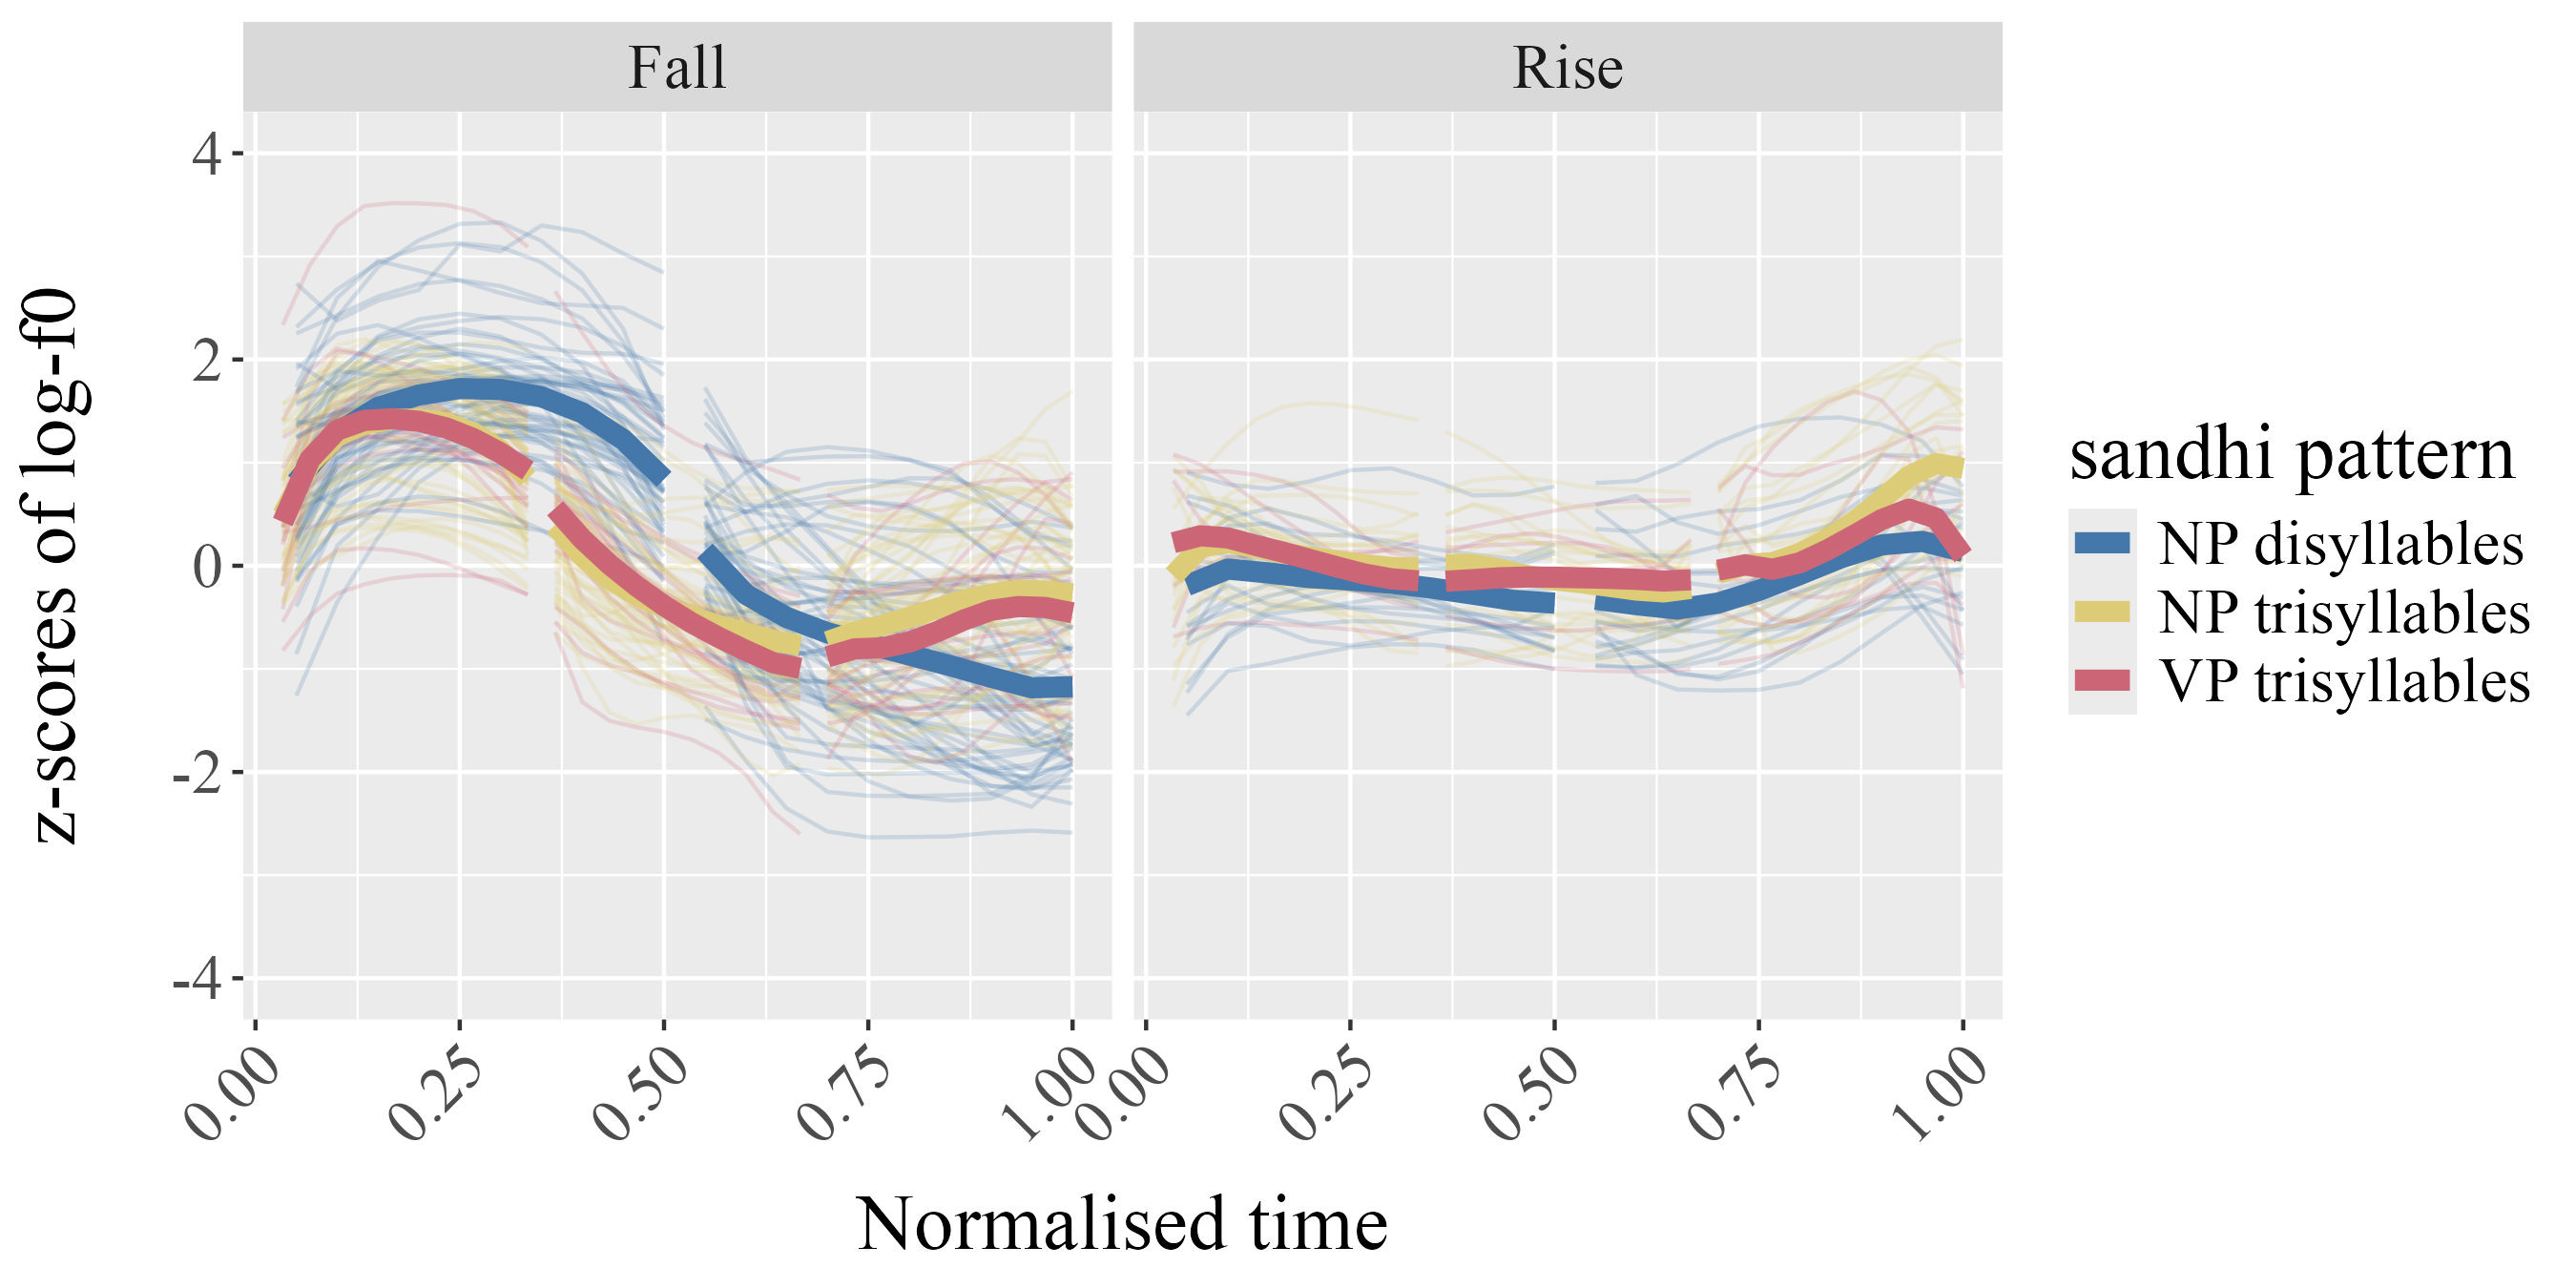 Fall
Rise
z-scores of log-f0
4
2
0
-2
-4
0.00
0.25
0.50
0.75
1.00
0.00
0.25
0.50
0.75
1.00
Normalised time
sandhi pattern
NP disyllables
NP trisyllables
VP trisyllables